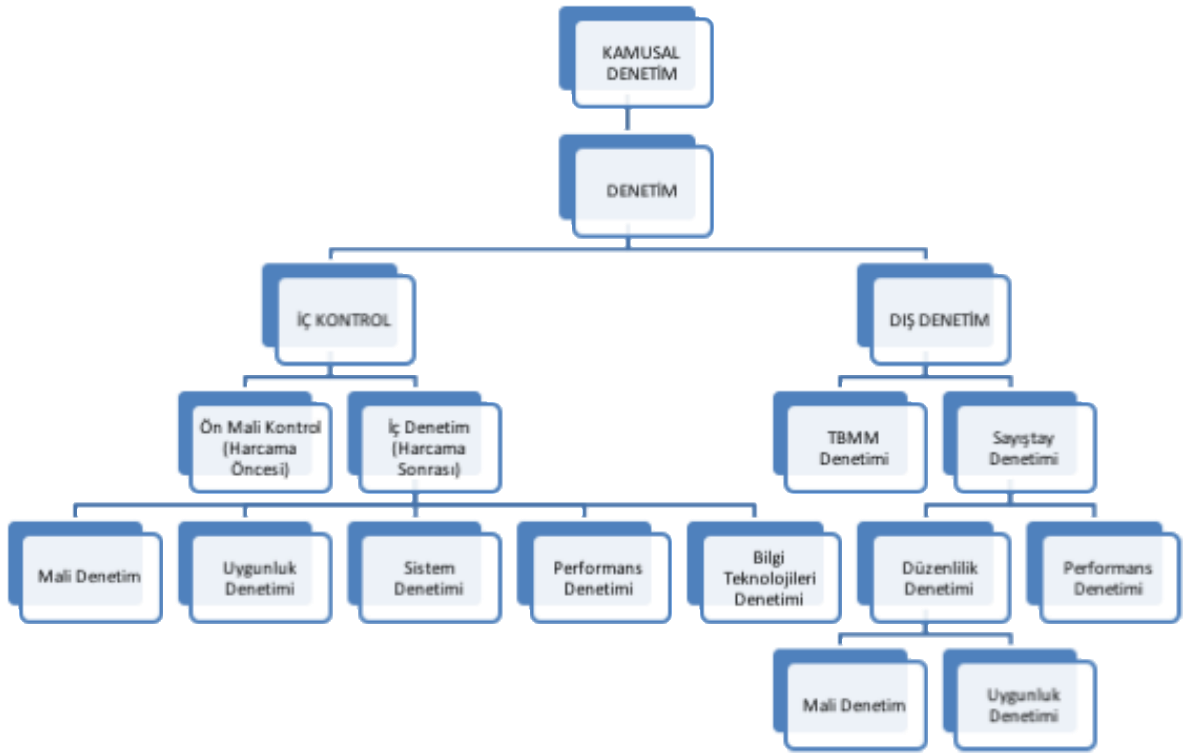 KAMUSAL
DENETİM
DENETİM
İÇ KONTROL
DIŞ DENETİM
Ön Mali Kontrol
(Harcama
Öncesi)
İç Denetim
(Harcama
Sonrası)
TBMM
Denetimi
Sayıştay
Denetimi
Mali Denetim
Uygunluk
Denetimi
Sistem
Denetimi
Performans
Denetimi
Bilgi
Teknolojileri
Denetimi
Düzenlilik
Denetimi
Performans
Denetimi
Mali Denetim
Uygunluk
Denetimi